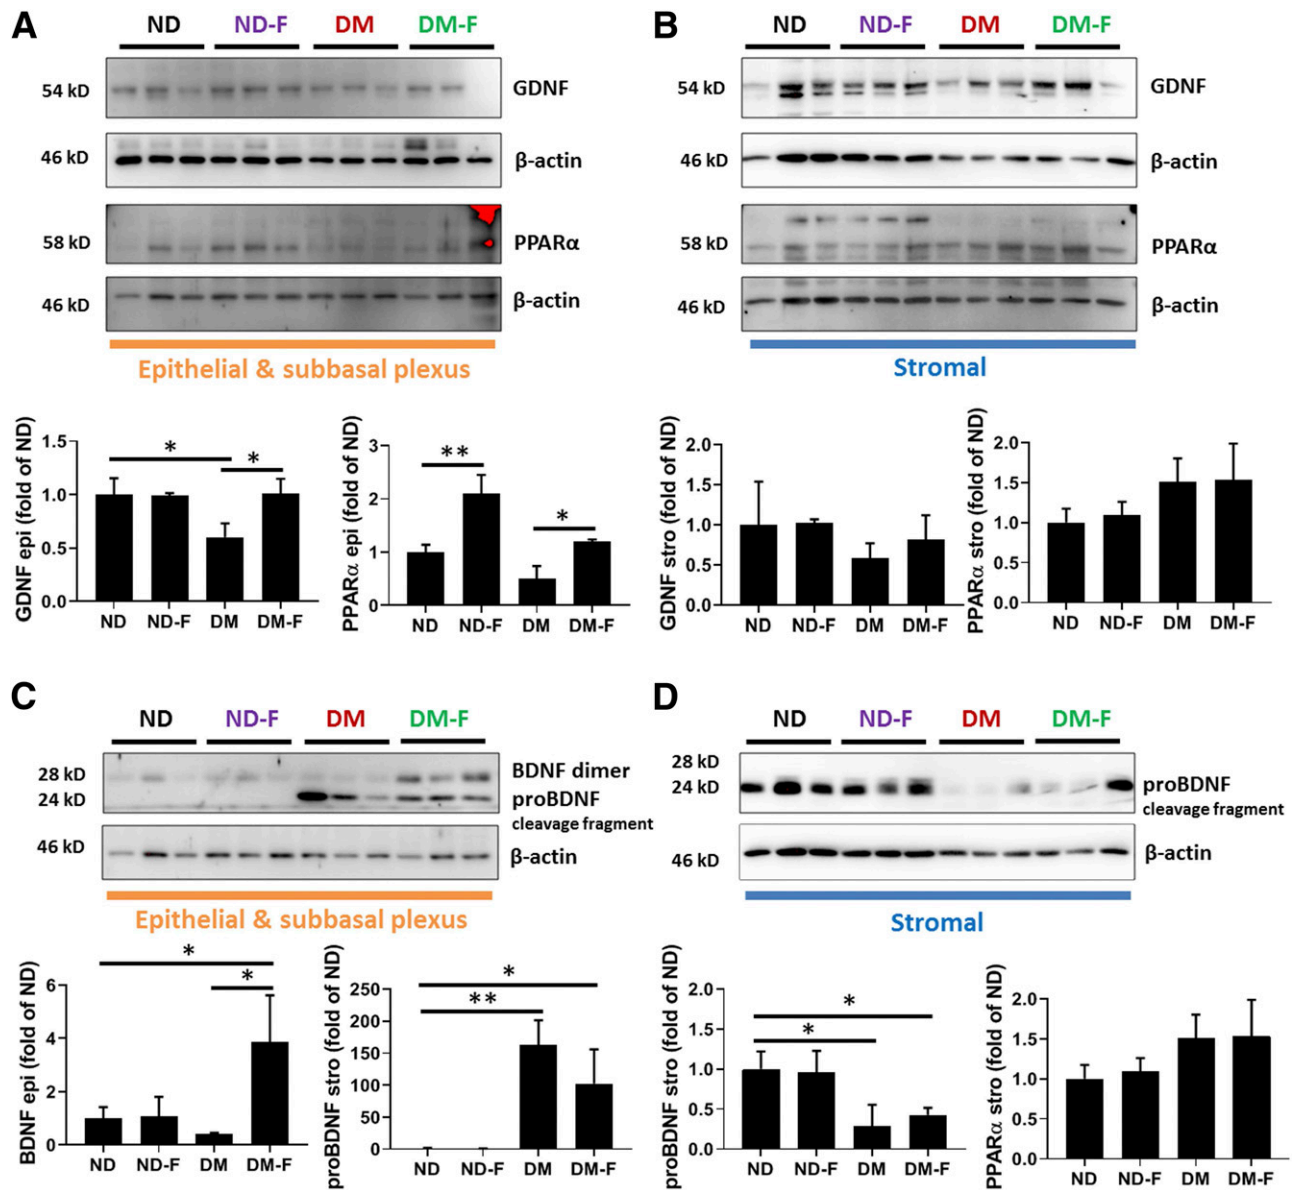 A
ND ND-F DM DM-F
54 kD GDNF
46 kD β-actin
58 kD PPARα
46 kD β-actin
Epithelial & subbasal plexus
GDNF epi (fold of ND)
1.5
1.0
0.5
0.0
* *
ND ND-F DM DM-F
PPARα epi (fold of ND)
3
2
1
0
** *
ND ND-F DM DM-F
B
ND ND-F DM DM-F
54 kD GDNF
46 kD β-actin
58 kD PPARα
46 kD β-actin
Stromal
GDNF stro (fold of ND)
2.0
1.5
1.0
0.5
0.0
ND ND-F DM DM-F
PPARα stro (fold of ND)
2.0
1.5
1.0
0.5
0.0
ND ND-F DM DM-F
C
ND ND-F DM DM-F
28 kD BDNF dimer
24 kD proBDNF
cleavage fragment
46 kD β-actin
Epithelial & subbasal plexus
BDNF epi (fold of ND)
6
4
2
0
*
*
ND ND-F DM DM-F
proBDNF stro (fold of ND)
250
200
150
100
50
0
*
**
ND ND-F DM DM-F
D
ND ND-F DM DM-F
28 kD
24 kD proBDNF
cleavage fragment
46 kD β-actin
Stromal
proBDNF stro (fold of ND)
2.0
1.5
1.0
0.5
0.0
*
*
ND ND-F DM DM-F
PPARα stro (fold of ND)
2.0
1.5
1.0
0.5
0.0
ND ND-F DM DM-F